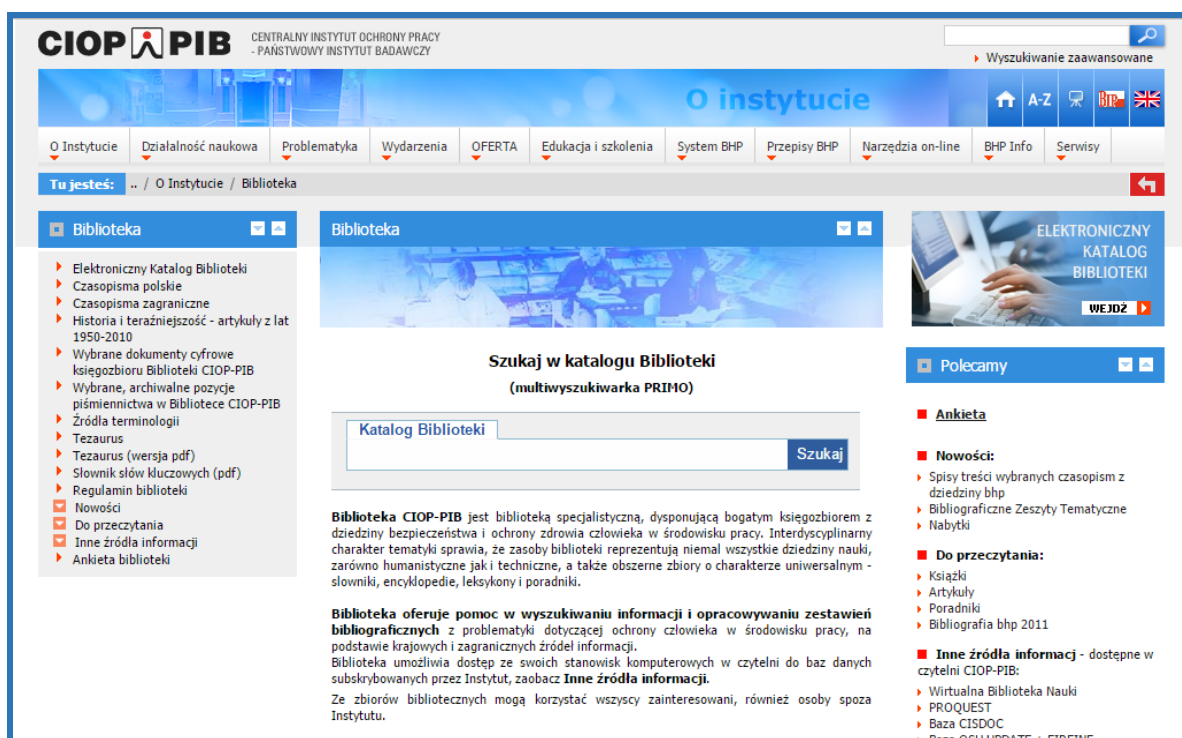 CIOP PIB
CENTRALNY INSTYTUT OCHRONY PRACY
- PAŃSTWOWY INSTYTUT BADAWCZY
Wyszukiwanie zaawansowane
O instytucie
A-Z
O Instytucie Działalność naukowa Problematyka Wydarzenia OFERTA Edukacja i szkolenia System BHP Przepisy BHP Narzędzia on-line BHP Info Serwisy
Tu jesteś: .. / O Instytucie / Biblioteka
Biblioteka
Elektroniczny Katalog Biblioteki
Czasopisma polskie
Czasopisma zagraniczne
Historia i teraźniejszość - artykuły z lat
1950-2010
Wybrane dokumenty cyfrowe
księgozbioru Biblioteki CIOP-PIB
Wybrane, archiwalne pozycje
piśmiennictwa w Bibliotece CIOP-PIB
Źródła terminologii
Tezaurus
Tezaurus (wersja pdf)
Słownik słów kluczowych (pdf)
Regulamin biblioteki
Nowości
Do przeczytania
Inne źródła informacji
Ankieta biblioteki
Biblioteka
Szukaj w katalogu Biblioteki
(multiwyszukiwarka PRIMO)
Katalog Biblioteki
Szukaj
Biblioteka CIOP-PIB jest biblioteką specjalistyczną, dysponującą bogatym księgozbiorem z
dziedziny bezpieczeństwa i ochrony zdrowia człowieka w środowisku pracy. Interdyscyplinarny
charakter tematyki sprawia, że zasoby biblioteki reprezentują niemal wszystkie dziedziny nauki,
zarówno humanistyczne jak i techniczne, a także obszerne zbiory o charakterze uniwersalnym -
slowniki, encyklopedie, leksykony i poradniki.
Biblioteka oferuje pomoc w wyszukiwaniu informacji i opracowywaniu zestawień
bibliograficznych z problematyki dotyczącej ochrony człowieka w środowisku pracy, na
podstawie krajowych i zagranicznych źródeł informacji.
Biblioteka umożliwia dostęp ze swoich stanowisk komputerowych w czytelni do baz danych
subskrybowanych przez Instytut, zaobacz Inne źródła informacji.
Ze zbiorów bibliotecznych mogą korzystać wszyscy zainteresowani, również osoby spoza
Instytutu.
ELEKTRONICZNY
KATALOG
BIBLIOTEKI
WEJDŹ
Polecamy
Ankieta
Nowości:
Spisy treści wybranych czasopism z
dziedziny bhp
Bibliograficzne Zeszyty Tematyczne
Nabytki
Do przeczytania:
Książki
Artykuły
Poradniki
Bibliografia bhp 2011
Inne źródła informacj - dostępne w
czytelni CIOP-PIB:
Wirtualna Biblioteka Nauki
PROQUEST
Baza CISDOC